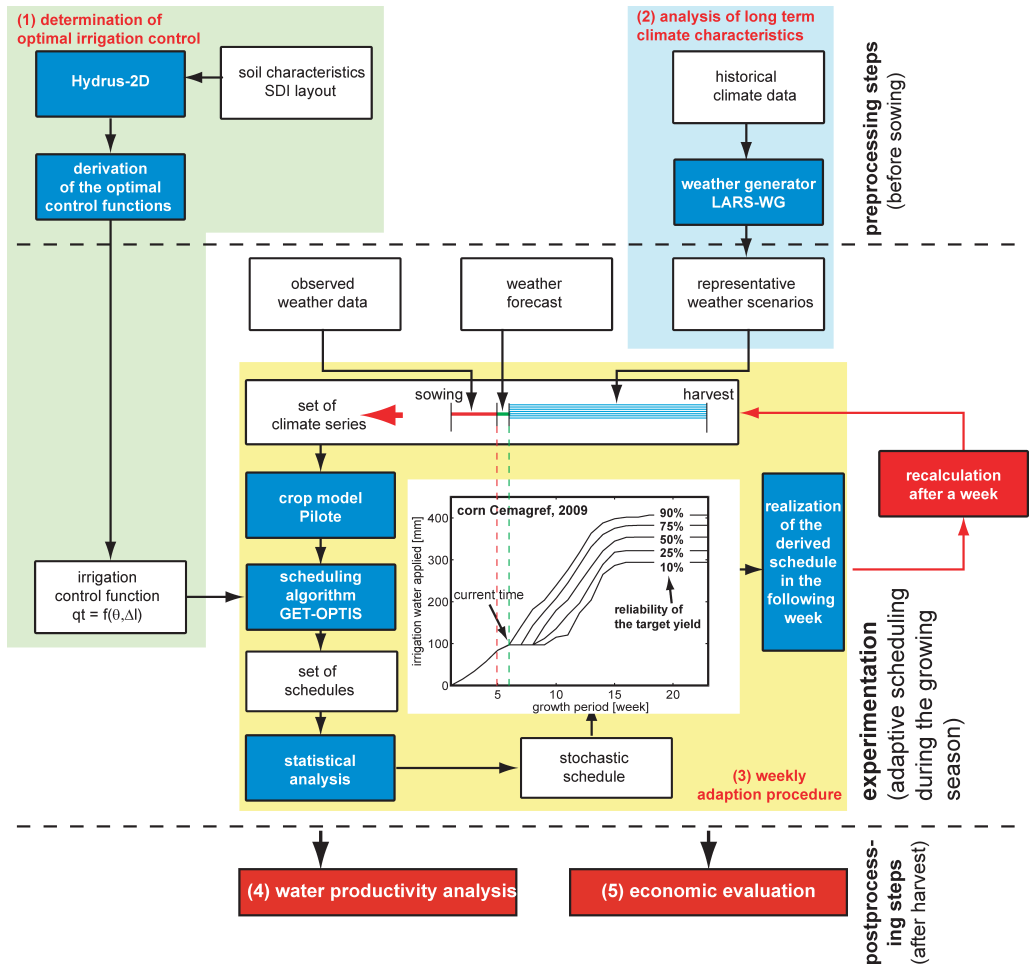 (1) determination of
optimal irrigation control
Hydrus-2D
soil characteristics
SDI layout
derivation
of the optimal
control functions
(2) analysis of long term
climate characteristics
historical
climate data
weather generator
LARS-WG
representative
weather scenarios
preprocessing steps
(before sowing)
observed
weather data
weather
forecast
set of
climate series
sowing
harvest
crop model
Pilote
scheduling
algorithm
GET-OPTIS
irrigation
control function
qt = f(θ,Δl)
set of
schedules
statistical
analysis
stochastic
schedule
corn Cemagref, 2009
irrigation water applied [mm]
400
300
200
100
0
5
10
15
20
growth period [week]
current time
90%
75%
50%
25%
10%
reliability of
the target yield
realization
of the
derived
schedule
in the
following
week
recalculation
after a week
(3) weekly
adaption procedure
experimentation
(adaptive scheduling
during the growing
season)
(4) water productivity analysis
(5) economic evaluation
postprocess-
ing steps
(after harvest)